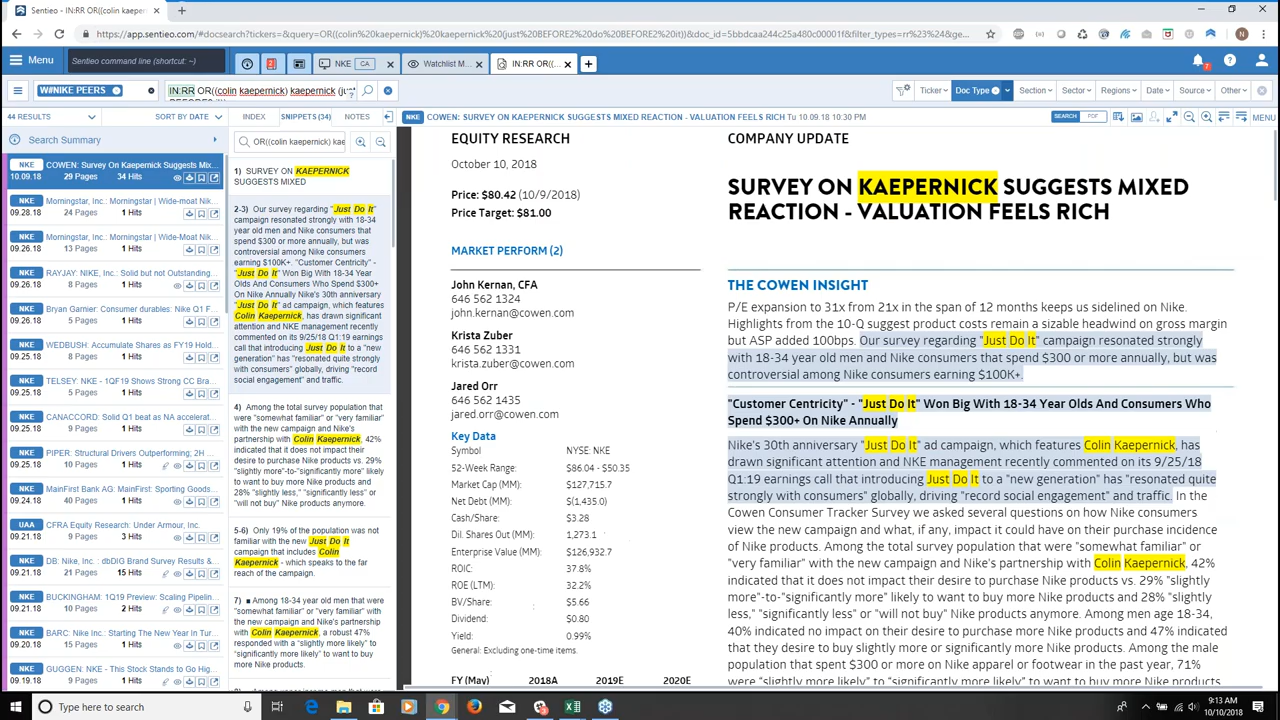 Sentieo - IN:RR ((colin kaeperni
https://app.sentieo.com/#docsearch?tickers=&query=OR((colin%20kaepernick)%20kaepernick%20(just%20BEFORE2%20do%20BEFORE2%20it))&doc_id=5bbdcaa244c25a480c00001f&filter_types=rr%23%24&ge...
Menu
Sentieo command line (shortcut: ~)
NKE CA
Watchlist M...
IN:RR OR((...
7
W#NIKE PEERS
IN:RR OR((colin kaepernick) kaepernick (jus
Ticker
Doc Type
Section
Sector
Regions
Date
Source
Other
44 RESULTS
SORT BY DATE
INDEX
SNIPPETS (34)
NOTES
NKE COWEN: SURVEY ON KAEPERNICK SUGGESTS MIXED REACTION - VALUATION FEELS RICH Tu 10.09.18 10:30 PM
SEARCH PDF
MENU
Search Summary
NKE COWEN: Survey On Kaepernick Suggests Mix...
10.09.18 29 Pages 34 Hits
NKE Morningstar, Inc.: Morningstar | Wide-moat Nik...
09.28.18 24 Pages 1 Hits
NKE Morningstar, Inc.: Morningstar | Wide-Moat Nik...
09.26.18 13 Pages 1 Hits
NKE RAYJAY: NIKE, Inc.: Solid but not Outstanding...
09.26.18 8 Pages 1 Hits
NKE Bryan Garnier: Consumer durables: Nike Q1 F...
09.26.18 5 Pages 1 Hits
NKE WEDBUSH: Accumulate Shares as FY19 Hold...
09.25.18 8 Pages 1 Hits
NKE TELSEY: NKE - 1QF19 Shows Strong CC Bra...
09.25.18 5 Pages 1 Hits
NKE CANACCORD: Solid Q1 beat as NA accelerat...
09.25.18 9 Pages 1 Hits
NKE PIPER: Structural Drivers Outperforming; 2H ...
09.25.18 10 Pages 1 Hits
NKE MainFirst Bank AG: MainFirst: Sporting Goods...
09.24.18 40 Pages 1 Hits
UAA CFRA Equity Research: Under Armour, Inc.
09.21.18 9 Pages 3 Hits
NKE DB: Nike, Inc. : dbDIG Brand Survey Results &...
09.21.18 21 Pages 15 Hits
NKE BUCKINGHAM: 1Q19 Preview: Scaling Pipelin...
09.21.18 10 Pages 2 Hits
NKE BARC: Nike Inc.: Starting The New Year In Tur...
09.20.18 15 Pages 1 Hits
NKE GUGGEN: NKE - This Stock Stands to Go Hig...
09.19.18 8 Pages 1 Hits
OR((colin kaepernick) kae
1) SURVEY ON KAEPERNICK
SUGGESTS MIXED
2-3) Our survey regarding "Just Do It"
campaign resonated strongly with 18-34
year old men and Nike consumers that
spend $300 or more annually, but was
controversial among Nike consumers
earning $100K+. "Customer Centricity" -
"Just Do It" Won Big With 18-34 Year
Olds And Consumers Who Spend $300+
On Nike Annually Nike's 30th anniversary
"Just Do It" ad campaign, which features
Colin Kaepernick, has drawn significant
attention and NKE management recently
commented on its 9/25/18 Q1:19 earnings
call that introducing Just Do It to a "new
generation" has "resonated quite strongly
with consumers" globally, driving "record
social engagement" and traffic.
4) Among the total survey population that
were "somewhat familiar" or "very familiar"
with the new campaign and Nike's
partnership with Colin Kaepernick, 42%
indicated that it does not impact their
desire to purchase Nike products vs. 29%
"slightly more"-to-"significantly more" likely
to want to buy more Nike products and
28% "slightly less," "significantly less" or
"will not buy" Nike products anymore.
5-6) Only 19% of the population was not
familiar with the new Just Do It
campaign that includes Colin
Kaepernick - which speaks to the far
reach of the campaign.
7) ■ Among 18-34 year old men that were
"somewhat familiar" or "very familiar" with
the new campaign and Nike's partnership
with Colin Kaepernick, a robust 47%
responded with a "slightly more likely" to
"significantly more likely" to want to buy
more Nike products.
EQUITY RESEARCH
October 10, 2018
Price: $80.42 (10/9/2018)
Price Target: $81.00
MARKET PERFORM (2)
John Kernan, CFA
646 562 1324
john.kernan@cowen.com
Krista Zuber
646 562 1331
krista.zuber@cowen.com
Jared Orr
646 562 1435
jared.orr@cowen.com
Key Data
Symbol NYSE: NKE
52-Week Range: $86.04 - $50.35
Market Cap (MM): $127,715.7
Net Debt (MM): $(1,435.0)
Cash/Share: $3.28
Dil. Shares Out (MM): 1,273.1
Enterprise Value (MM): $126,932.7
ROIC: 37.8%
ROE (LTM): 32.2%
BV/Share: $5.66
Dividend: $0.80
Yield: 0.99%
General: Excluding one-time items.
FY (May) 2018A 2019E 2020E
COMPANY UPDATE
SURVEY ON KAEPERNICK SUGGESTS MIXED
REACTION - VALUATION FEELS RICH
THE COWEN INSIGHT
P/E expansion to 31x from 21x in the span of 12 months keeps us sidelined on Nike.
Highlights from the 10-Q suggest product costs remain a sizable headwind on gross margin
but ASP added 100bps. Our survey regarding "Just Do It" campaign resonated strongly
with 18-34 year old men and Nike consumers that spend $300 or more annually, but was
controversial among Nike consumers earning $100K+.
"Customer Centricity" - "Just Do It" Won Big With 18-34 Year Olds And Consumers Who
Spend $300+ On Nike Annually
Nike's 30th anniversary "Just Do It" ad campaign, which features Colin Kaepernick, has
drawn significant attention and NKE management recently commented on its 9/25/18
Q1:19 earnings call that introducing Just Do It to a "new generation" has "resonated quite
strongly with consumers" globally, driving "record social engagement" and traffic. In the
Cowen Consumer Tracker Survey we asked several questions on how Nike consumers
view the new campaign and what, if any, impact it could have on their purchase incidence
of Nike products. Among the total survey population that were "somewhat familiar" or
"very familiar" with the new campaign and Nike's partnership with Colin Kaepernick, 42%
indicated that it does not impact their desire to purchase Nike products vs. 29% "slightly
more"-to-"significantly more" likely to want to buy more Nike products and 28% "slightly
less," "significantly less" or "will not buy" Nike products anymore. Among men age 18-34,
40% indicated no impact on their desire to purchase more Nike products and 47% indicated
that they desire to buy slightly more or significantly more Nike products. Among the male
population that spent $300 or more on Nike apparel or footwear in the past year, 71%
were "slightly more likely" to "significantly more likely" to want to buy more Nike products.
Type here to search
9:13 AM
10/10/2018